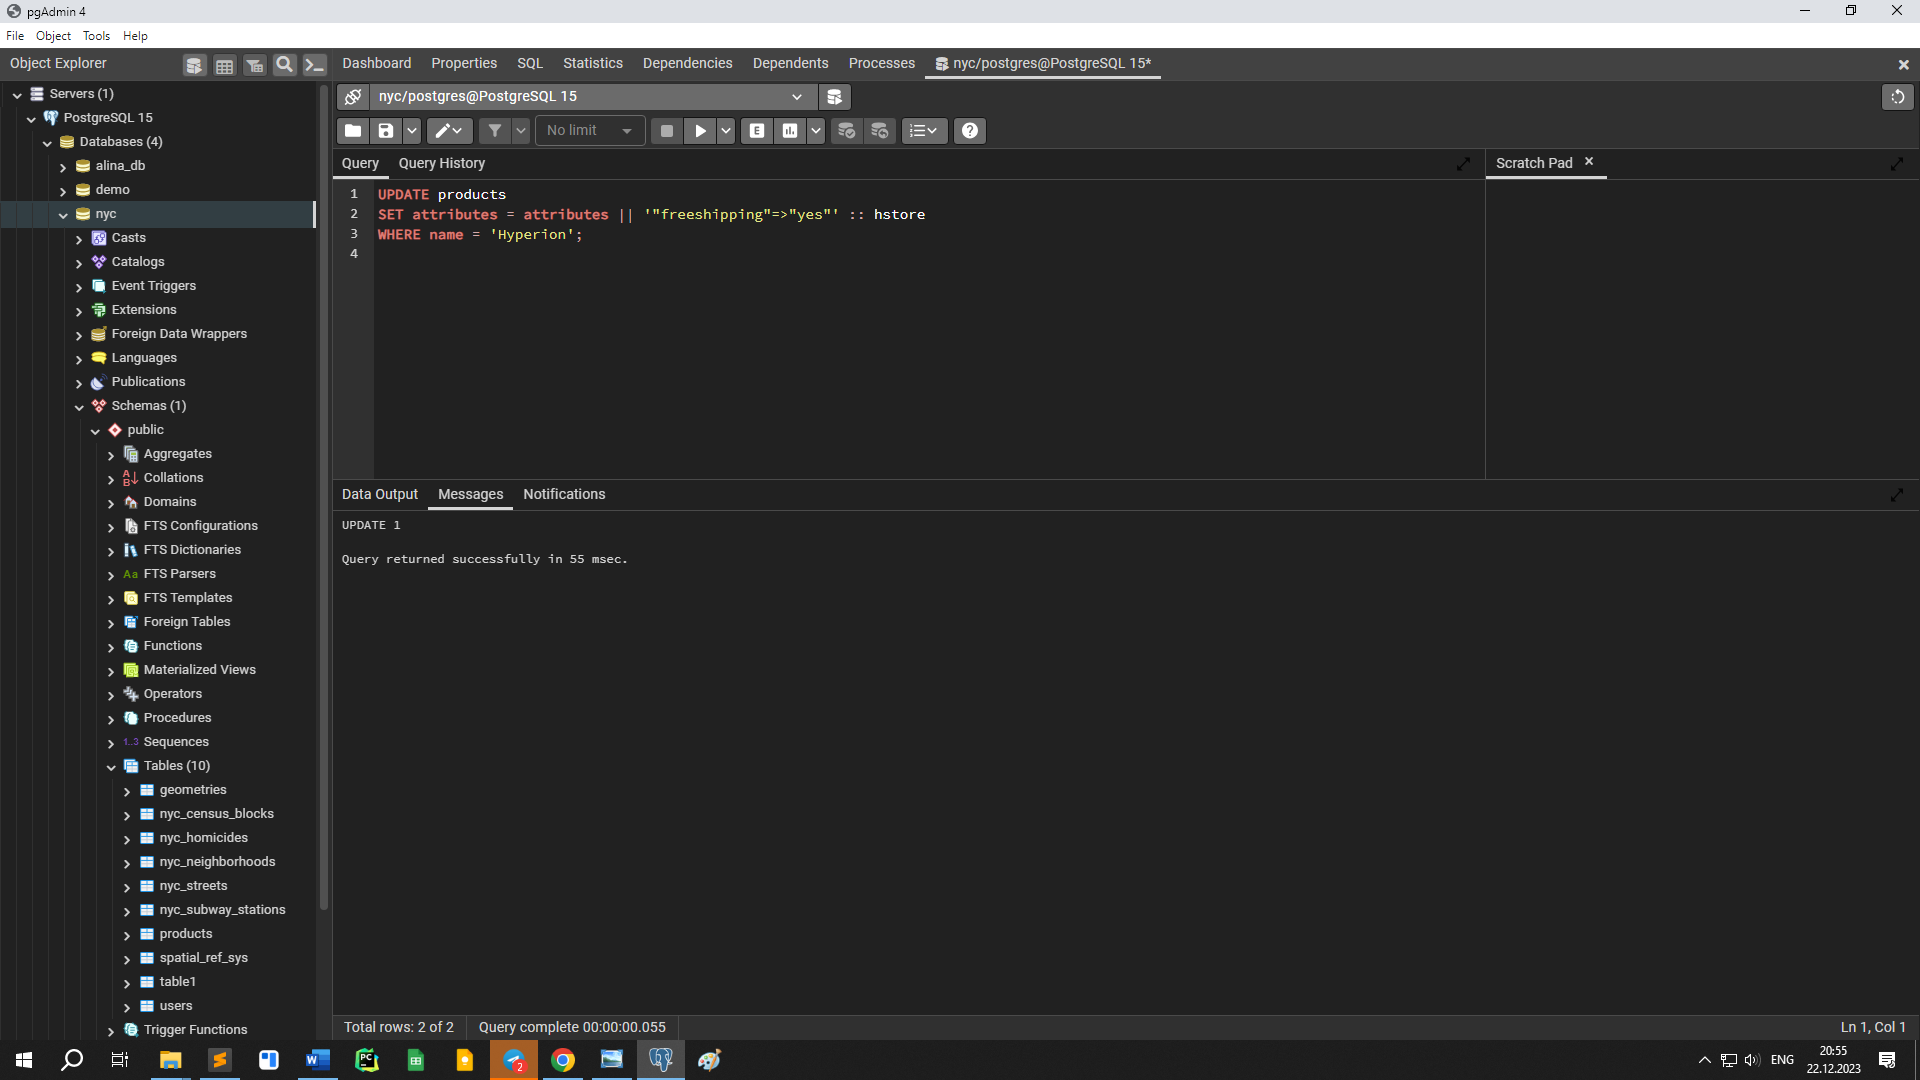 pgAdmin 4
File Object Tools Help
Object Explorer
Dashboard Properties SQL Statistics Dependencies Dependents Processes nyc/postgres@PostgreSQL 15*
Servers (1)
PostgreSQL 15
Databases (4)
alina_db
demo
nyc
Casts
Catalogs
Event Triggers
Extensions
Foreign Data Wrappers
Languages
Publications
Schemas (1)
public
Aggregates
Collations
Domains
FTS Configurations
FTS Dictionaries
Aa FTS Parsers
FTS Templates
Foreign Tables
Functions
Materialized Views
Operators
Procedures
1..3 Sequences
Tables (10)
geometries
nyc_census_blocks
nyc_homicides
nyc_neighborhoods
nyc_streets
nyc_subway_stations
products
spatial_ref_sys
table1
users
Trigger Functions
nyc/postgres@PostgreSQL 15
No limit
E
Query Query History
Scratch Pad
1 UPDATE products
2 SET attributes = attributes || '"freeshipping"=>"yes"' :: hstore
3 WHERE name = 'Hyperion';
4
Data Output Messages Notifications
UPDATE 1
Query returned successfully in 55 msec.
Total rows: 2 of 2 Query complete 00:00:00.055
Ln 1, Col 1
2
ENG
20:55
22.12.2023